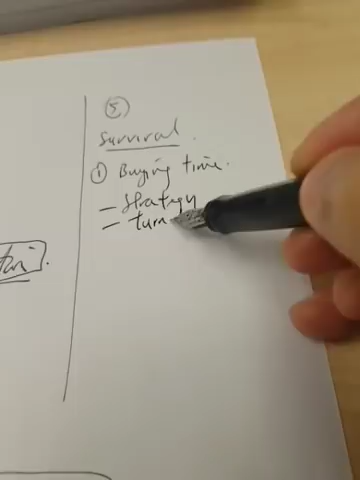 ⑤
Survival.
① Buying time.
- Strategy
- turn